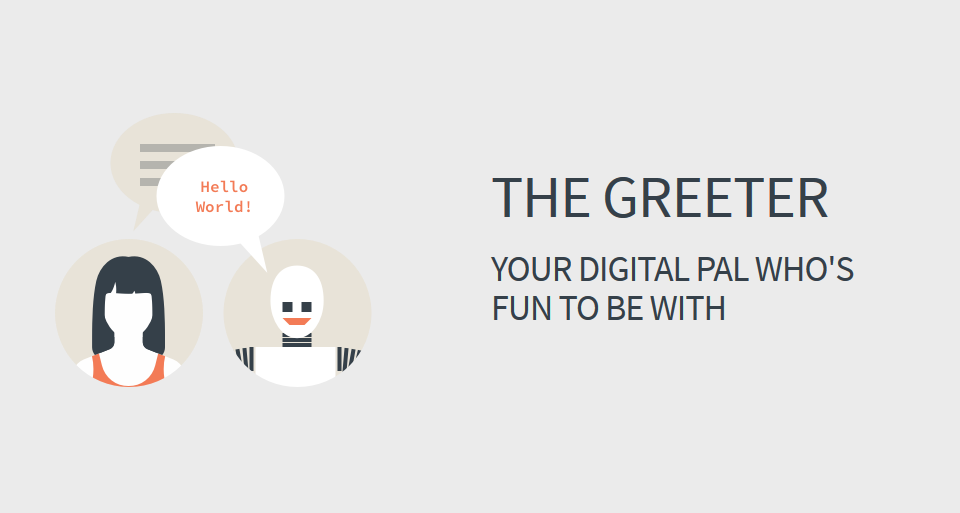 Hello
World!
THE GREETER
YOUR DIGITAL PAL WHO'S
FUN TO BE WITH